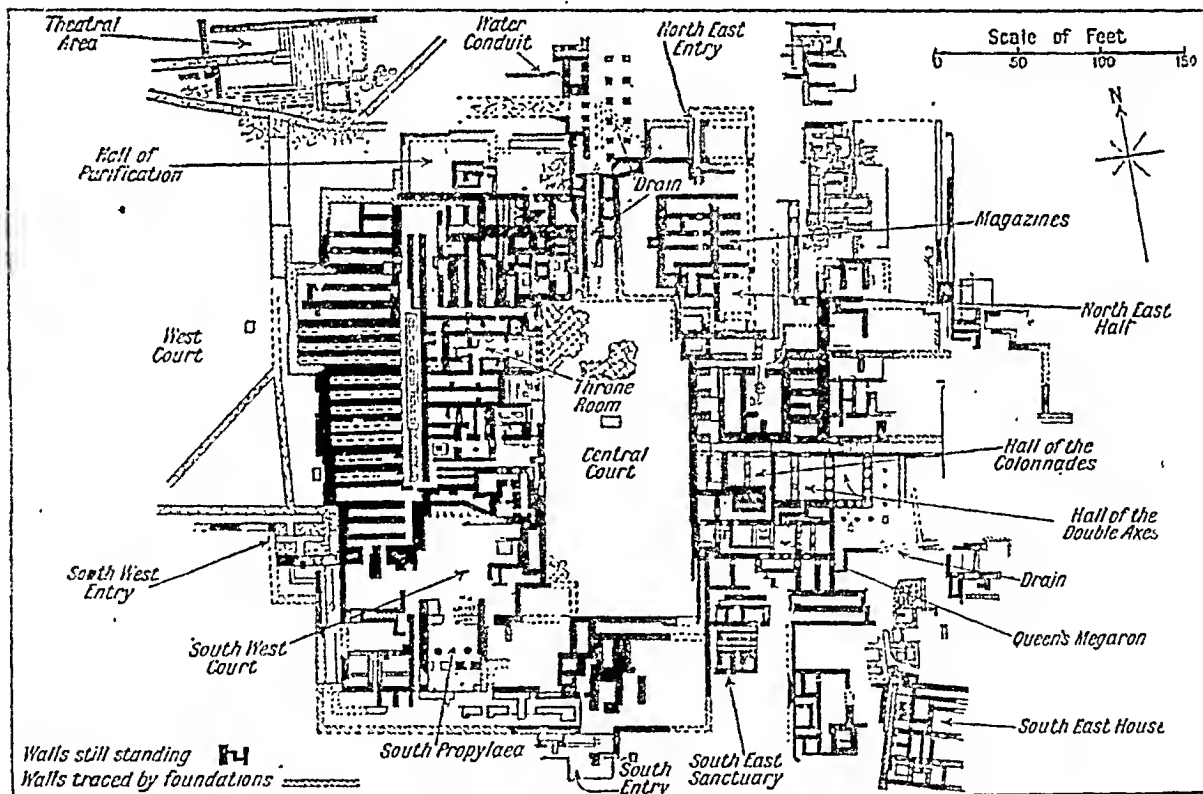 Theatral
Area
Water
Conduit
North East
Entry
Scale of Feet
0 50 100 150
N
Hall of
Purification
Drain
Magazines
West
Court
North East
Hall
Throne
Room
Central
Court
Hall of the
Colonnades
Hall of the
Double Axes
South West
Entry
Drain
South West
Court
Queen's Megaron
South East House
South Propylaea
South
Entry
South East
Sanctuary
Walls still standing
Walls traced by foundations